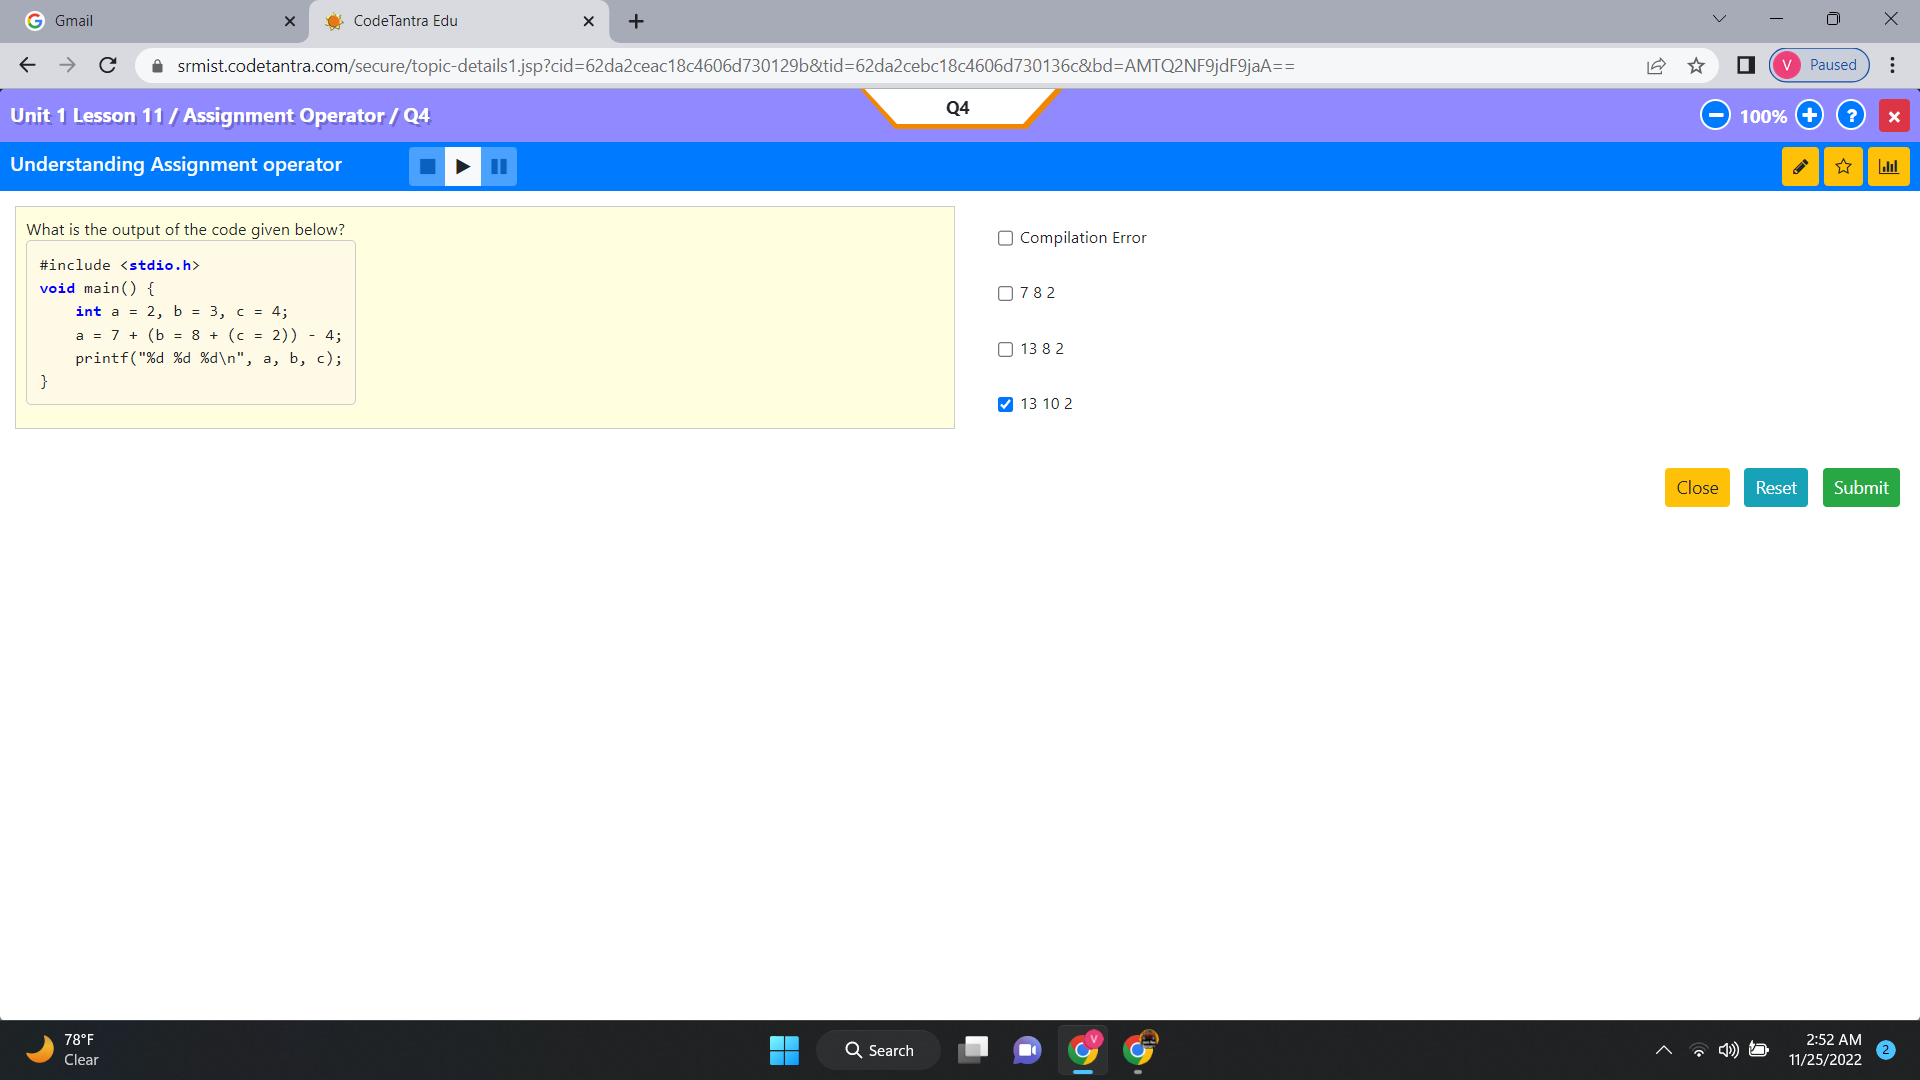 Gmail
CodeTantra Edu
srmist.codetantra.com/secure/topic-details1.jsp?cid=62da2ceac18c4606d730129b&tid=62da2cebc18c4606d730136c&bd=AMTQ2NF9jdF9jaA==
V Paused
Unit 1 Lesson 11 / Assignment Operator / Q4
Q4
100%
?
Understanding Assignment operator
What is the output of the code given below?
#include <stdio.h>
void main() {
    int a = 2, b = 3, c = 4;
    a = 7 + (b = 8 + (c = 2)) - 4;
    printf("%d %d %d\n", a, b, c);
}
Compilation Error
7 8 2
13 8 2
13 10 2
Close
Reset
Submit
78°F
Clear
Search
V
2:52 AM
11/25/2022
2